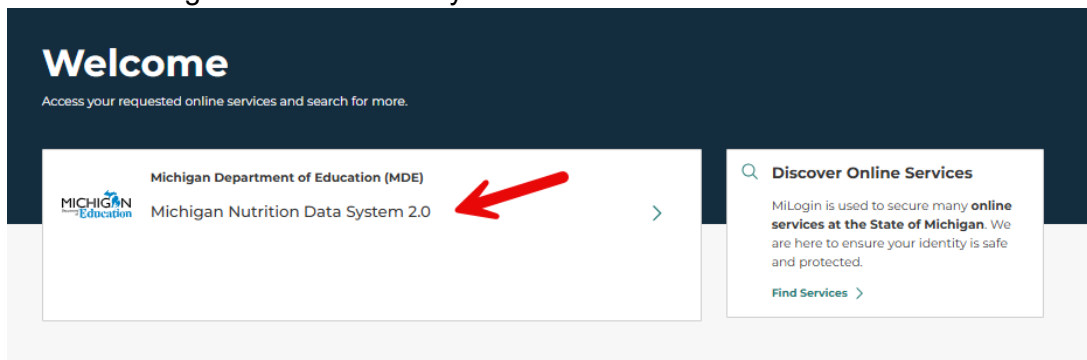 Welcome
Access your requested online services and search for more.
Michigan Department of Education (MDE)
MICHIGAN
Education
Michigan Nutrition Data System 2.0
Discover Online Services
MiLogin is used to secure many online
services at the State of Michigan. We
are here to ensure your identity is safe
and protected.
Find Services